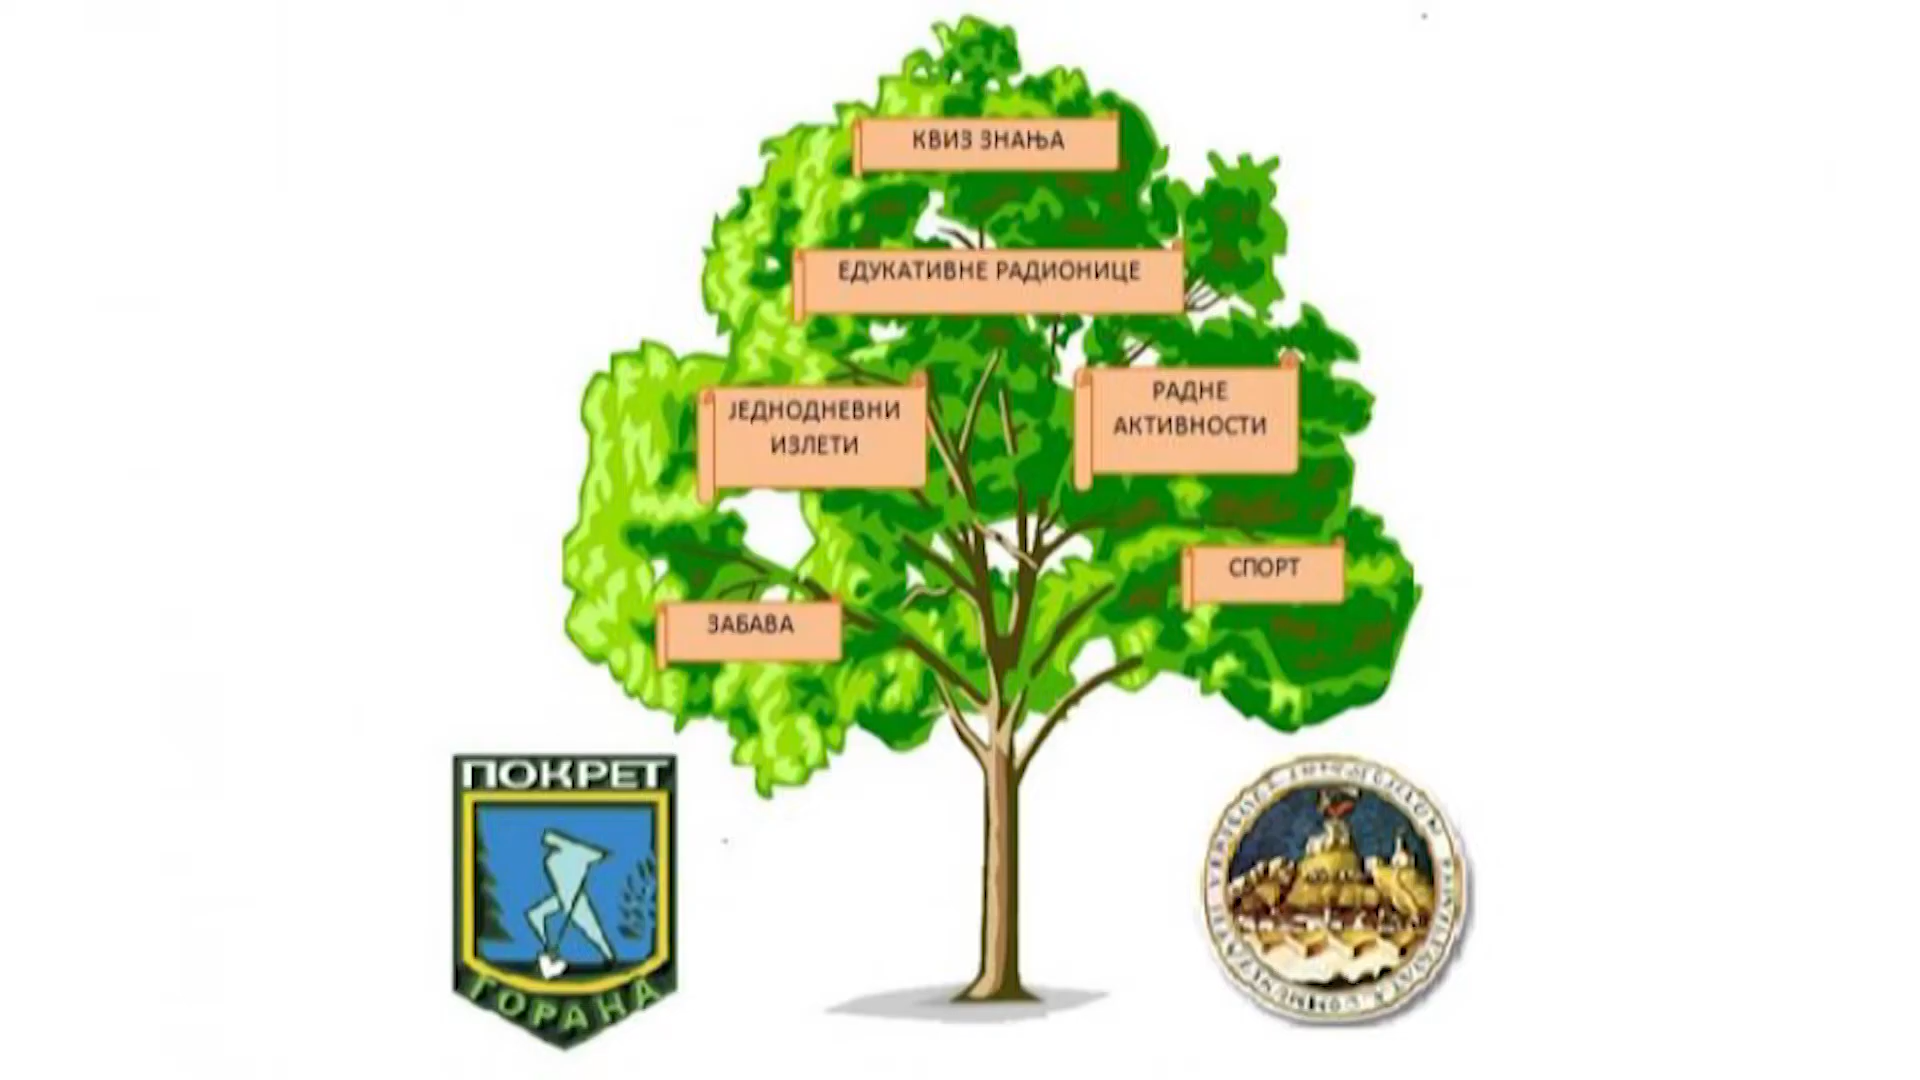 КВИЗ ЗНАЊА
ЕДУКАТИВНЕ РАДИОНИЦЕ
ЈЕДНОДНЕВНИ
ИЗЛЕТИ
РАДНЕ
АКТИВНОСТИ
СПОРТ
ЗАБАВА
ПОКРЕТ
ГОРАНА